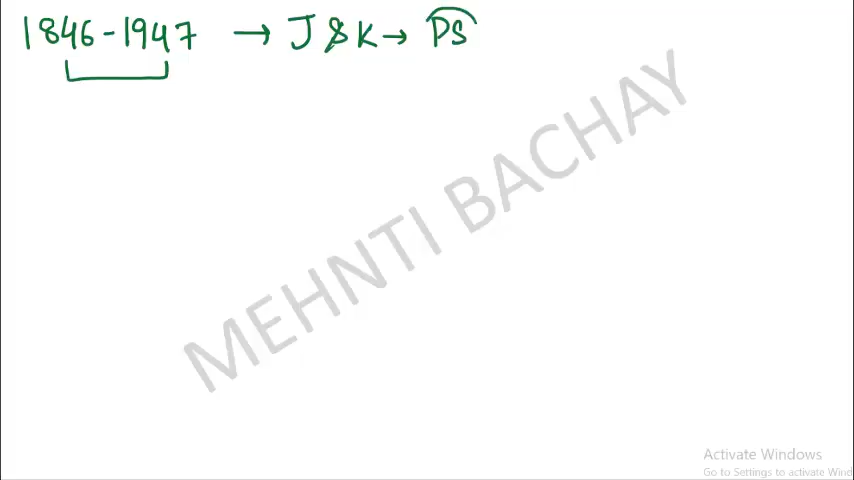 1846-1947 → J & K → PS
MEHNTI BACHAY
Activate Windows
Go to Settings to activate Wind